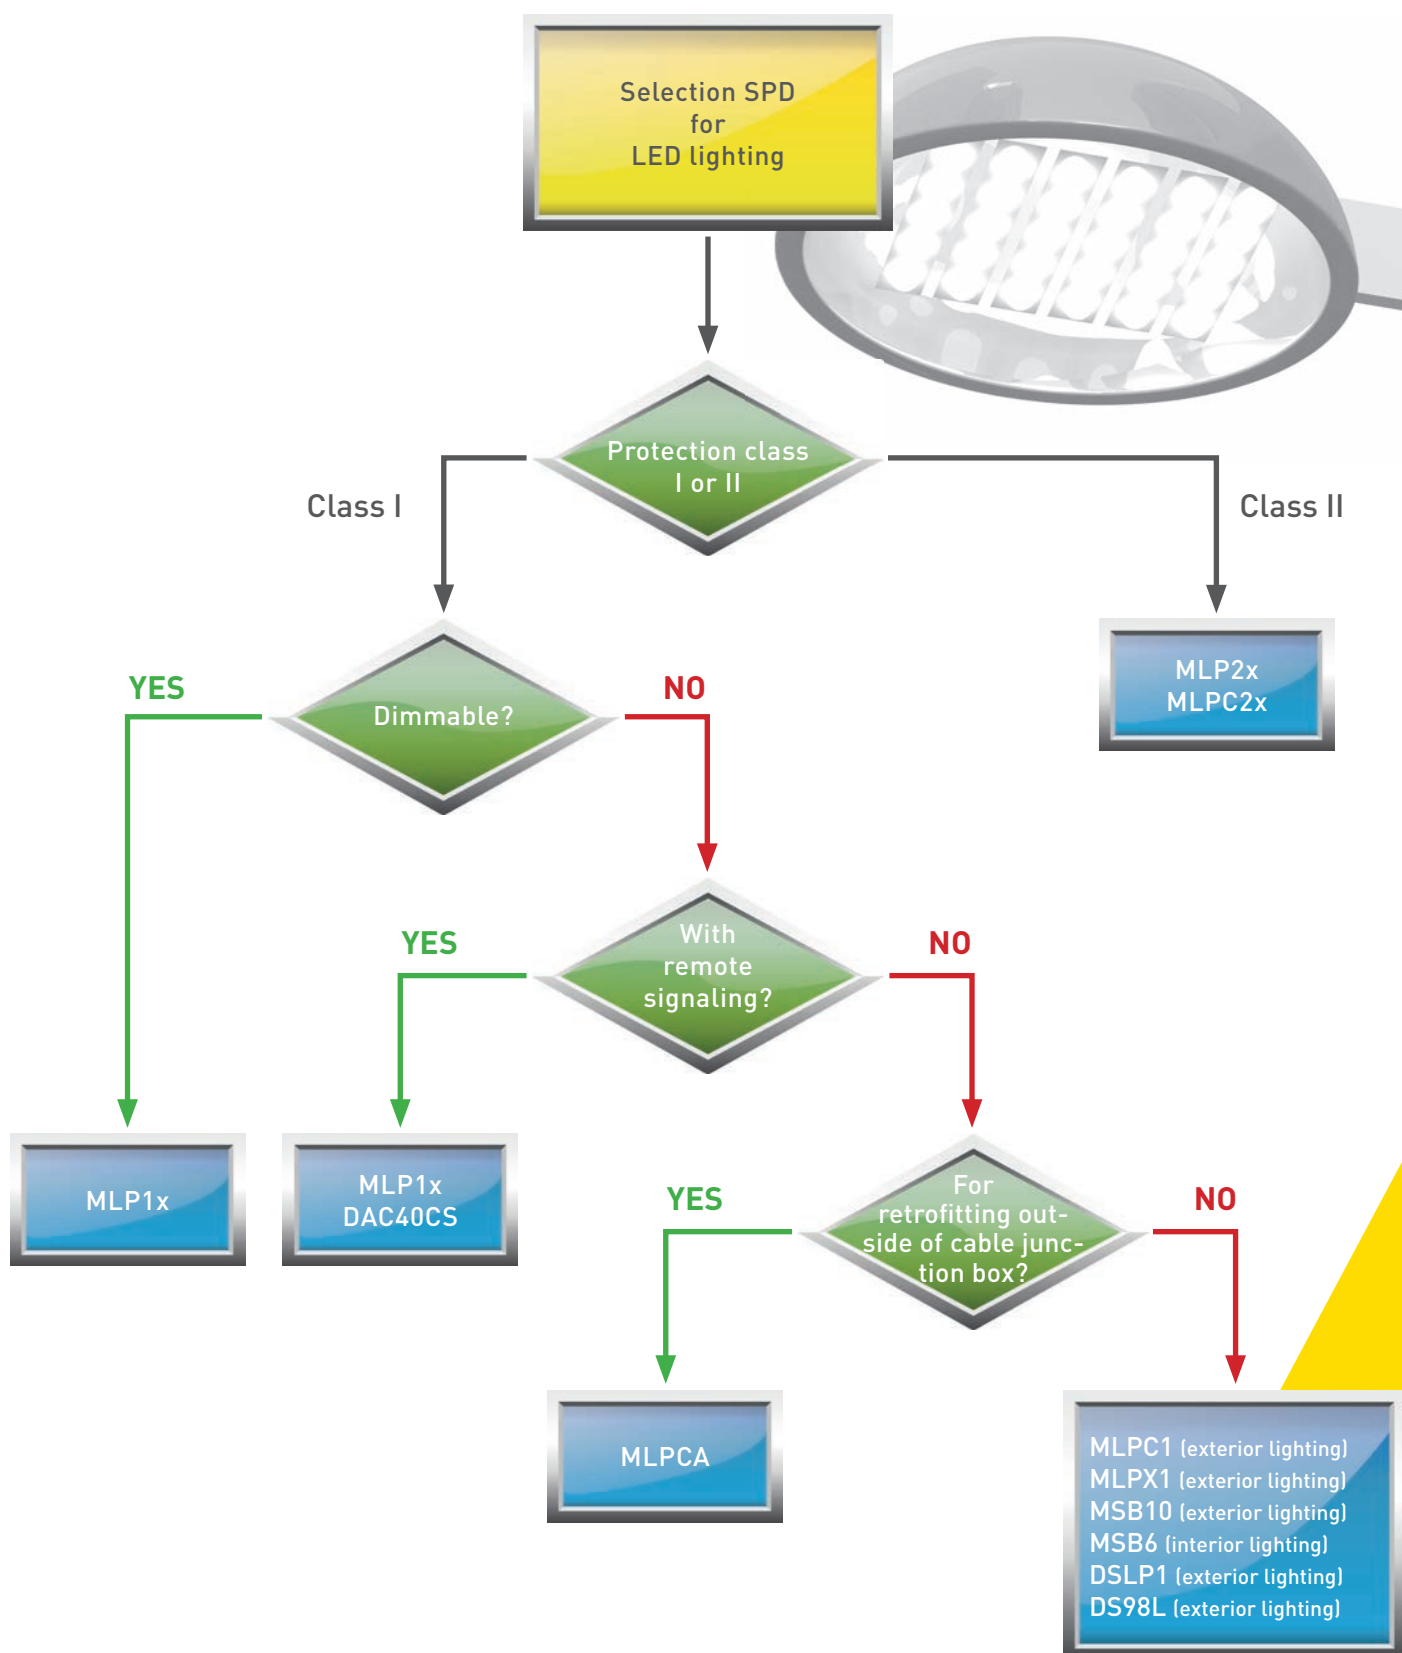 Selection SPD
for
LED lighting
Protection class
I or II
Class I
Class II
MLP2x
MLPC2x
YES
Dimmable?
NO
YES
With
remote
signaling?
NO
MLP1x
MLP1x
DAC40CS
YES
For
retrofitting out-
side of cable junc-
tion box?
NO
MLPCA
MLPC1 (exterior lighting)
MLPX1 (exterior lighting)
MSB10 (exterior lighting)
MSB6 (interior lighting)
DSLP1 (exterior lighting)
DS98L (exterior lighting)